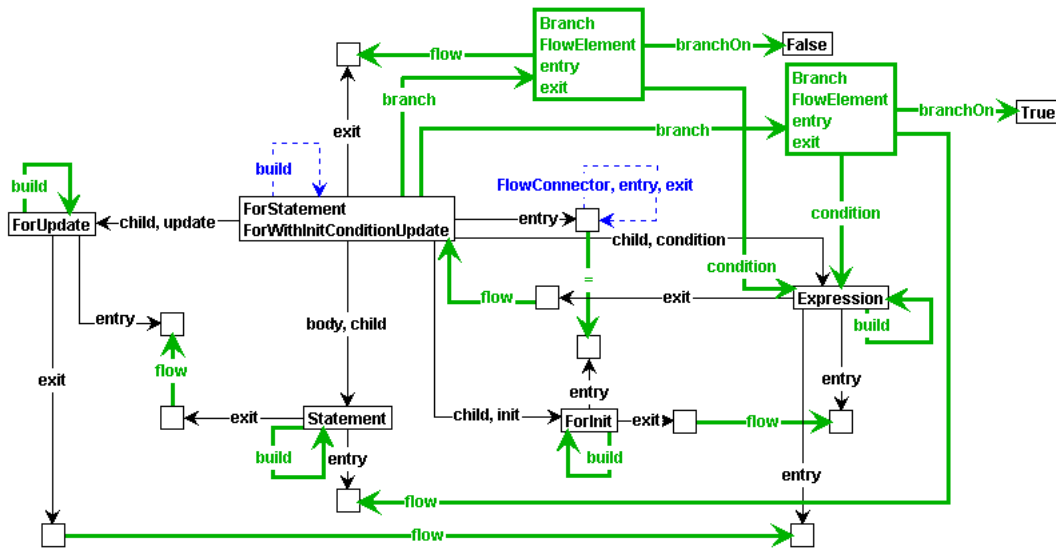 Branch
FlowElement
entry
exit
flow
branchOn
False
Branch
FlowElement
entry
exit
branchOn
True
branch
branch
exit
build
build
FlowConnector, entry, exit
ForUpdate
child, update
ForStatement
ForWithInitConditionUpdate
entry
child, condition
condition
condition
=
flow
exit
Expression
build
entry
body, child
flow
exit
entry
entry
exit
Statement
child, init
ForInit
exit
flow
build
entry
build
entry
flow
flow